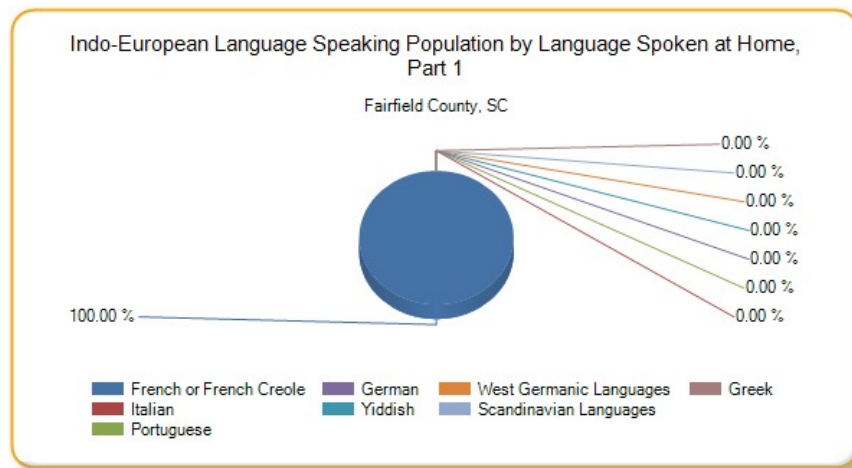 Indo-European Language Speaking Population by Language Spoken at Home,
Part 1
Fairfield County, SC
0.00 %
0.00 %
0.00 %
0.00 %
0.00 %
0.00 %
0.00 %
100.00 %
French or French Creole
German
West Germanic Languages
Greek
Italian
Yiddish
Scandinavian Languages
Portuguese